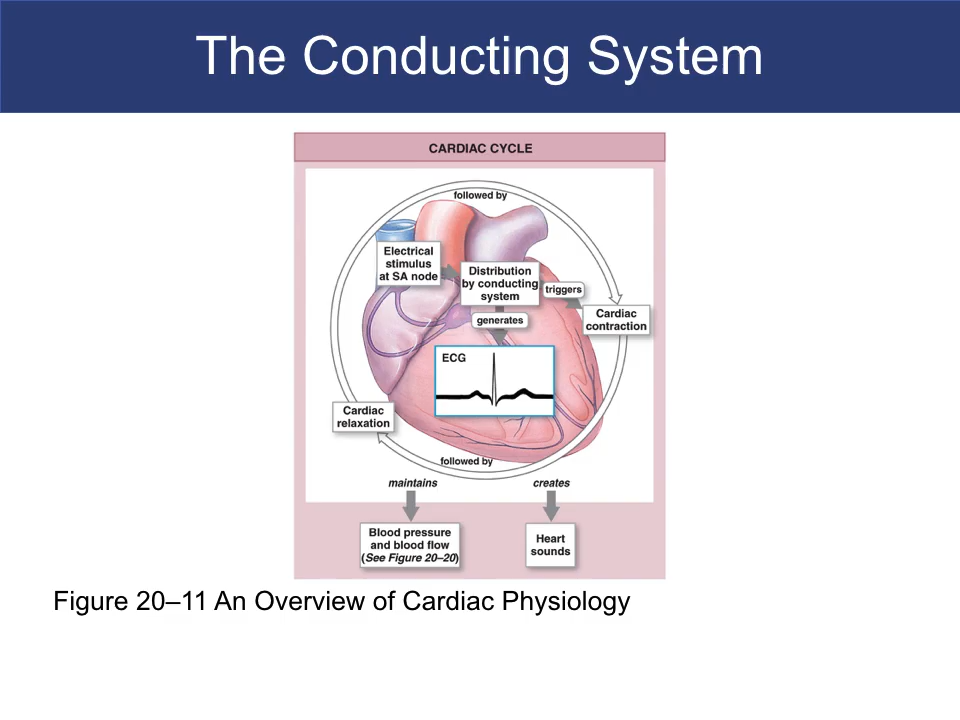 The Conducting System
CARDIAC CYCLE
followed by
Electrical
stimulus
at SA node
Distribution
by conducting
system
triggers
Cardiac
contraction
generates
ECG
Cardiac
relaxation
followed by
maintains
creates
Blood pressure
and blood flow
(See Figure 20–20)
Heart
sounds
Figure 20–11 An Overview of Cardiac Physiology